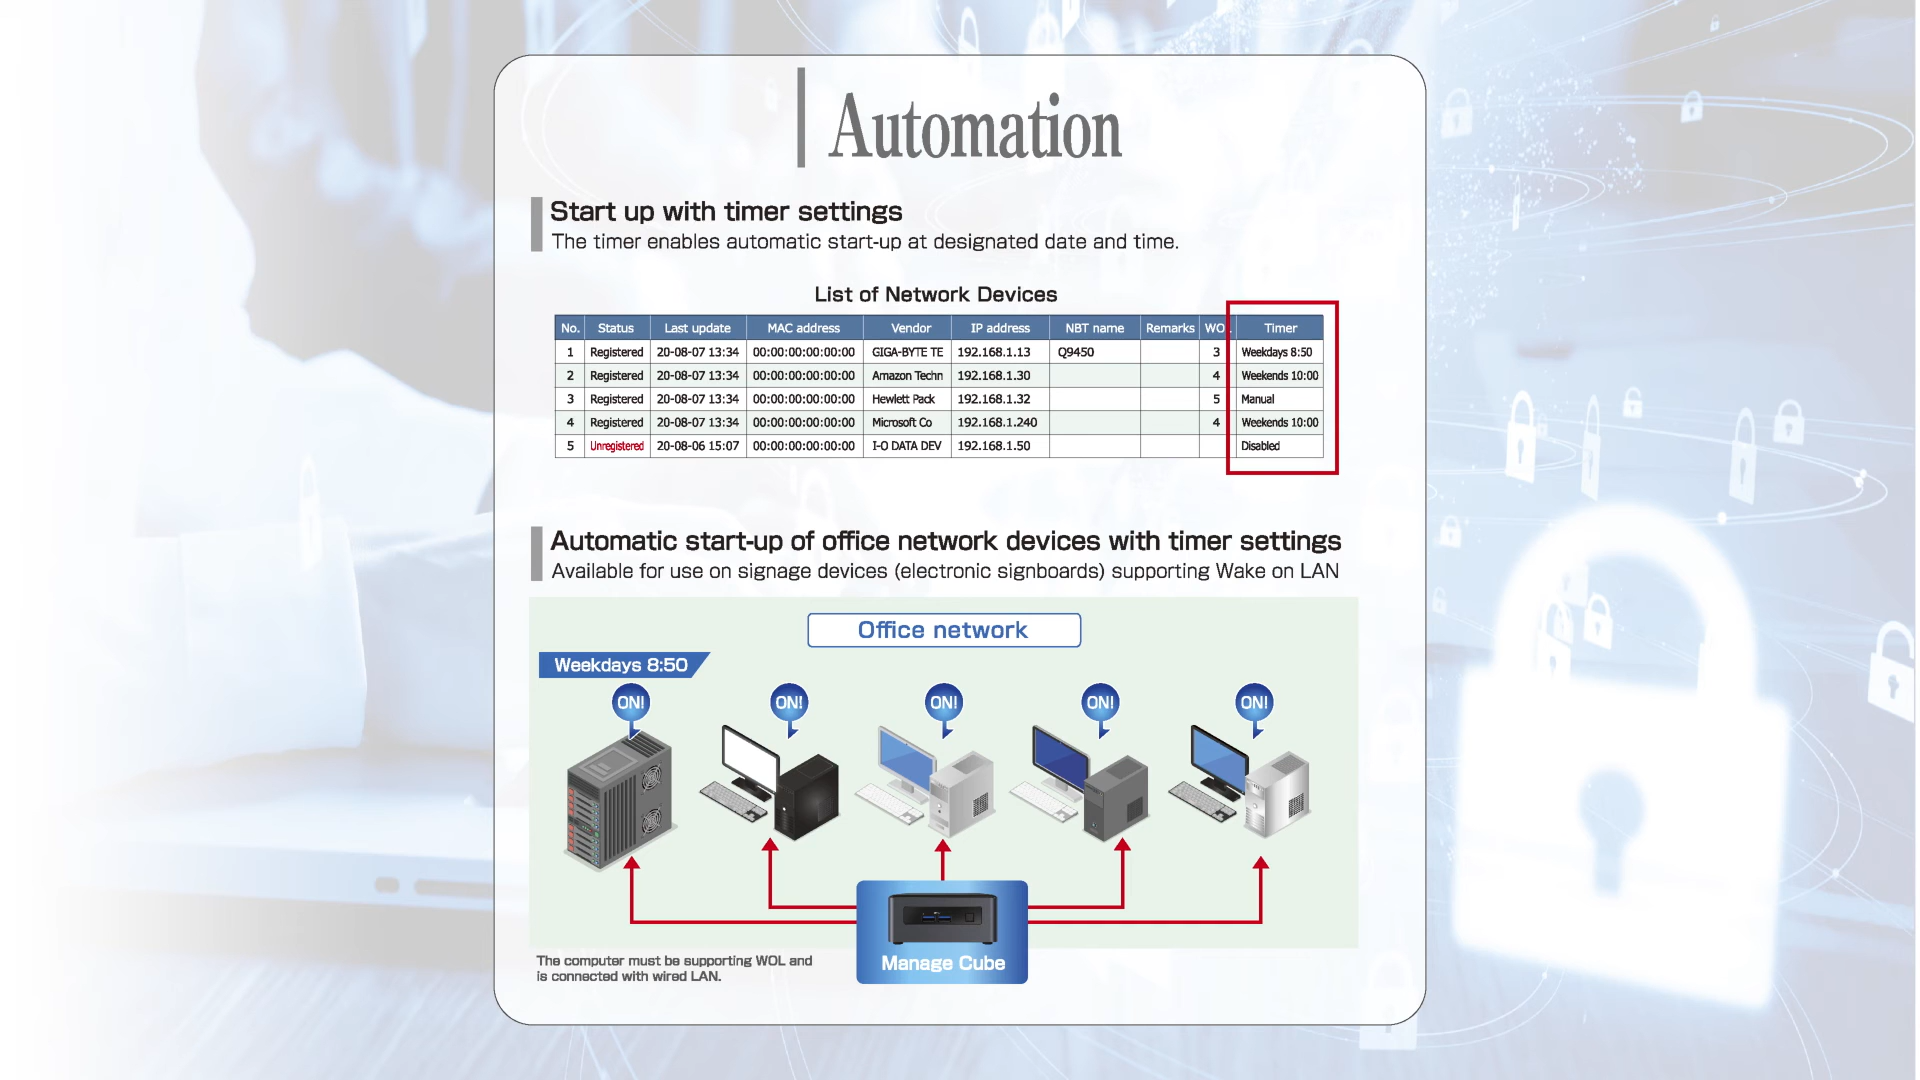 Automation
Start up with timer settings
The timer enables automatic start-up at designated date and time.
List of Network Devices
No. Status Last update MAC address Vendor IP address NBT name Remarks WO Timer
1 Registered 20-08-07 13:34 00:00:00:00:00:00 GIGA-BYTE TE 192.168.1.13 Q9450 3 Weekdays 8:50
2 Registered 20-08-07 13:34 00:00:00:00:00:00 Amazon Techn 192.168.1.30 4 Weekends 10:00
3 Registered 20-08-07 13:34 00:00:00:00:00:00 Hewlett Pack 192.168.1.32 5 Manual
4 Registered 20-08-07 13:34 00:00:00:00:00:00 Microsoft Co 192.168.1.240 4 Weekends 10:00
5 Unregistered 20-08-06 15:07 00:00:00:00:00:00 I-O DATA DEV 192.168.1.50 Disabled
Automatic start-up of office network devices with timer settings
Available for use on signage devices (electronic signboards) supporting Wake on LAN
Office network
Weekdays 8:50
ON! ON! ON! ON! ON!
Manage Cube
The computer must be supporting WOL and
is connected with wired LAN.